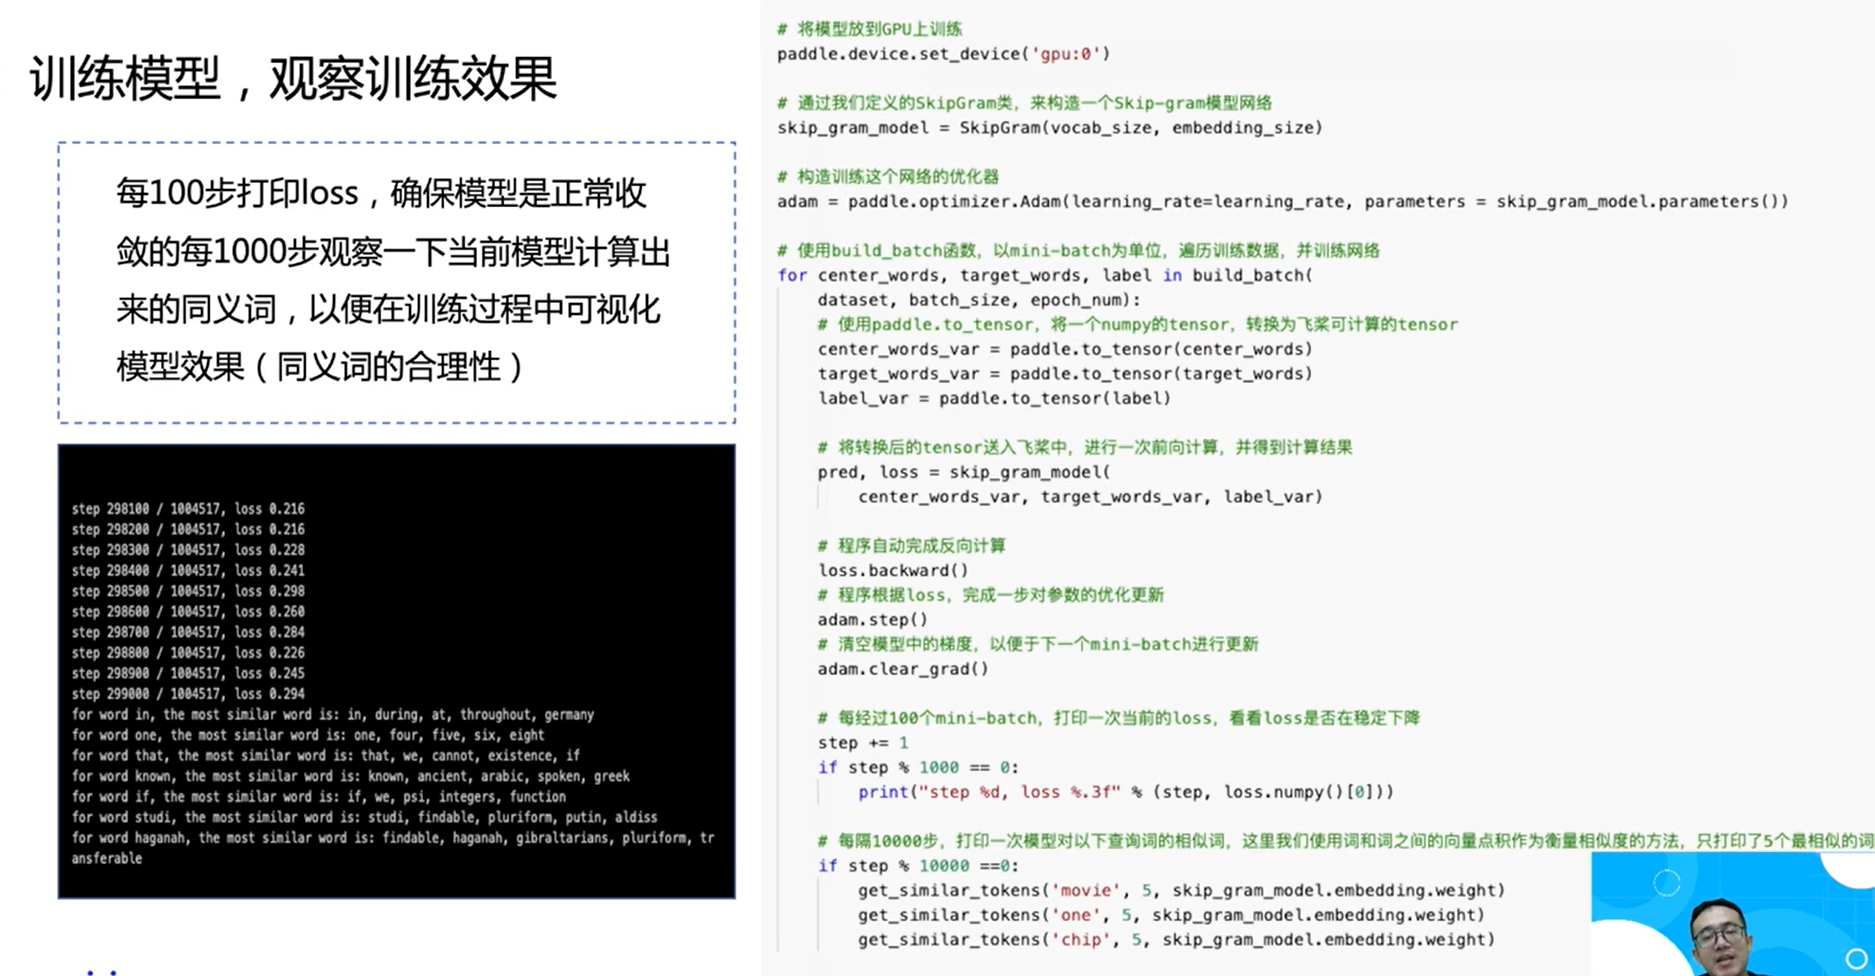 训练模型，观察训练效果
每100步打印loss，确保模型是正常收
敛的每1000步观察一下当前模型计算出
来的同义词，以便在训练过程中可视化
模型效果（同义词的合理性）
step 298100 / 1004517, loss 0.216
step 298200 / 1004517, loss 0.216
step 298300 / 1004517, loss 0.228
step 298400 / 1004517, loss 0.241
step 298500 / 1004517, loss 0.298
step 298600 / 1004517, loss 0.260
step 298700 / 1004517, loss 0.284
step 298800 / 1004517, loss 0.226
step 298900 / 1004517, loss 0.245
step 299000 / 1004517, loss 0.294
for word in, the most similar word is: in, during, at, throughout, germany
for word one, the most similar word is: one, four, five, six, eight
for word that, the most similar word is: that, we, cannot, existence, if
for word known, the most similar word is: known, ancient, arabic, spoken, greek
for word if, the most similar word is: if, we, psi, integers, function
for word studi, the most similar word is: studi, findable, pluriform, putin, aldiss
for word haganah, the most similar word is: findable, haganah, gibraltarians, pluriform, tr
ansferable
# 将模型放到GPU上训练
paddle.device.set_device('gpu:0')
# 通过我们定义的SkipGram类，来构造一个Skip-gram模型网络
skip_gram_model = SkipGram(vocab_size, embedding_size)
# 构造训练这个网络的优化器
adam = paddle.optimizer.Adam(learning_rate=learning_rate, parameters = skip_gram_model.parameters())
# 使用build_batch函数，以mini-batch为单位，遍历训练数据，并训练网络
for center_words, target_words, label in build_batch(
dataset, batch_size, epoch_num):
# 使用paddle.to_tensor，将一个numpy的tensor，转换为飞桨可计算的tensor
center_words_var = paddle.to_tensor(center_words)
target_words_var = paddle.to_tensor(target_words)
label_var = paddle.to_tensor(label)
# 将转换后的tensor送入飞桨中，进行一次前向计算，并得到计算结果
pred, loss = skip_gram_model(
center_words_var, target_words_var, label_var)
# 程序自动完成反向计算
loss.backward()
# 程序根据loss，完成一步对参数的优化更新
adam.step()
# 清空模型中的梯度，以便于下一个mini-batch进行更新
adam.clear_grad()
# 每经过100个mini-batch，打印一次当前的loss，看看loss是否在稳定下降
step += 1
if step % 1000 == 0:
print("step %d, loss %.3f" % (step, loss.numpy()[0]))
# 每隔10000步，打印一次模型对以下查询词的相似词，这里我们使用词和词之间的向量点积作为衡量相似度的方法，只打印了5个最相似的词
if step % 10000 ==0:
get_similar_tokens('movie', 5, skip_gram_model.embedding.weight)
get_similar_tokens('one', 5, skip_gram_model.embedding.weight)
get_similar_tokens('chip', 5, skip_gram_model.embedding.weight)